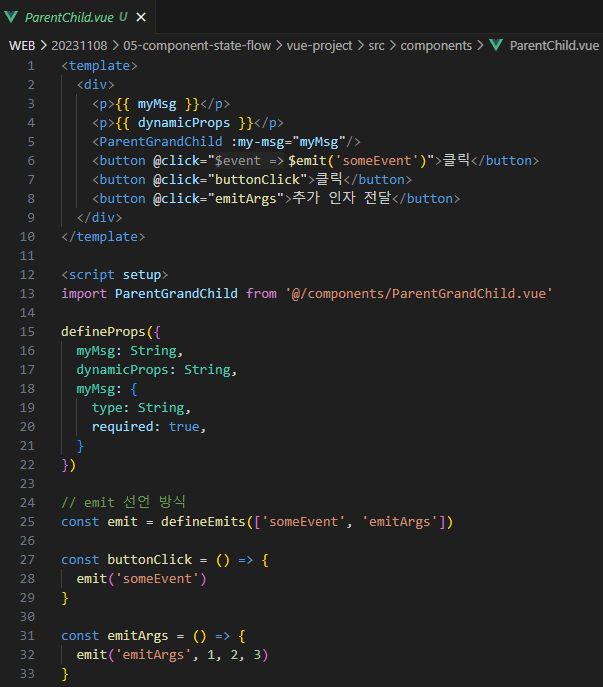 ParentChild.vue U ×
WEB > 20231108 > 05-component-state-flow > vue-project > src > components > ParentChild.vue
1 <template>
2   <div>
3     <p>{{ myMsg }}</p>
4     <p>{{ dynamicProps }}</p>
5     <ParentGrandChild :my-msg="myMsg"/>
6     <button @click="$event => $emit('someEvent')">클릭</button>
7     <button @click="buttonClick">클릭</button>
8     <button @click="emitArgs">추가 인자 전달</button>
9   </div>
10 </template>
11
12 <script setup>
13 import ParentGrandChild from '@/components/ParentGrandChild.vue'
14
15 defineProps({
16   myMsg: String,
17   dynamicProps: String,
18   myMsg: {
19     type: String,
20     required: true,
21   }
22 })
23
24 // emit 선언 방식
25 const emit = defineEmits(['someEvent', 'emitArgs'])
26
27 const buttonClick = () => {
28   emit('someEvent')
29 }
30
31 const emitArgs = () => {
32   emit('emitArgs', 1, 2, 3)
33 }